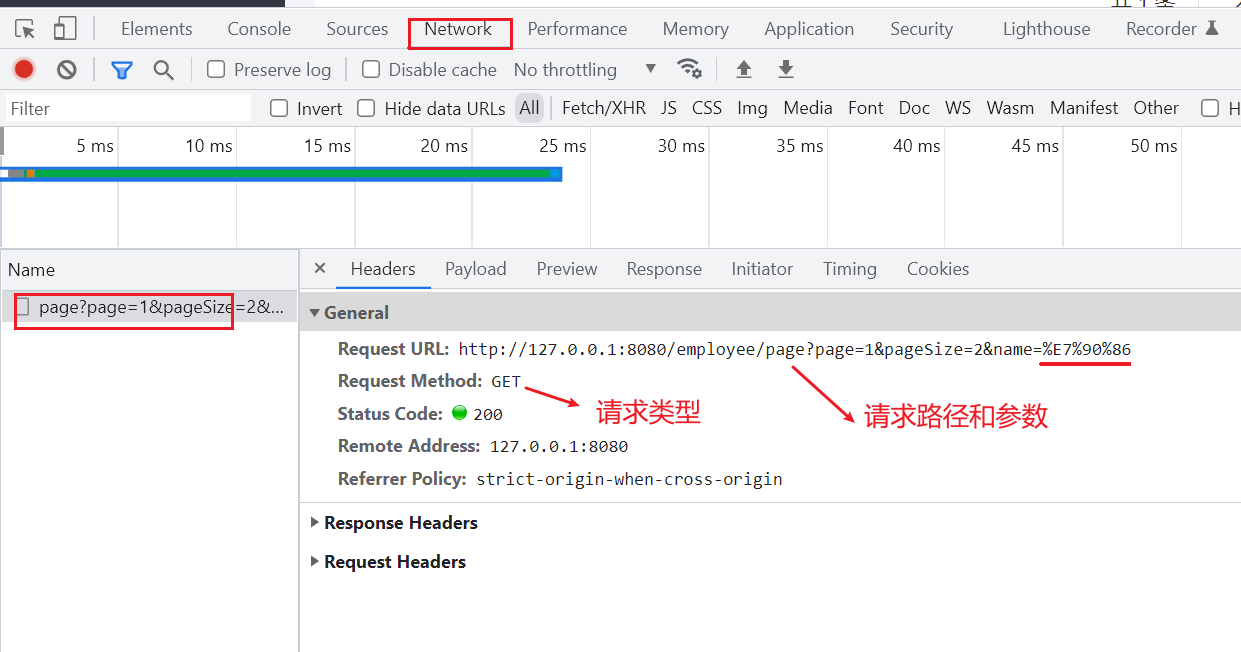 Elements Console Sources Network Performance Memory Application Security Lighthouse Recorder
Preserve log Disable cache No throttling
Filter Invert Hide data URLs All Fetch/XHR JS CSS Img Media Font Doc WS Wasm Manifest Other H
5 ms 10 ms 15 ms 20 ms 25 ms 30 ms 35 ms 40 ms 45 ms 50 ms
Name
Headers Payload Preview Response Initiator Timing Cookies
page?page=1&pageSize=2&...
General
Request URL: http://127.0.0.1:8080/employee/page?page=1&pageSize=2&name=%E7%90%86
Request Method: GET
请求类型
请求路径和参数
Status Code: 200
Remote Address: 127.0.0.1:8080
Referrer Policy: strict-origin-when-cross-origin
Response Headers
Request Headers